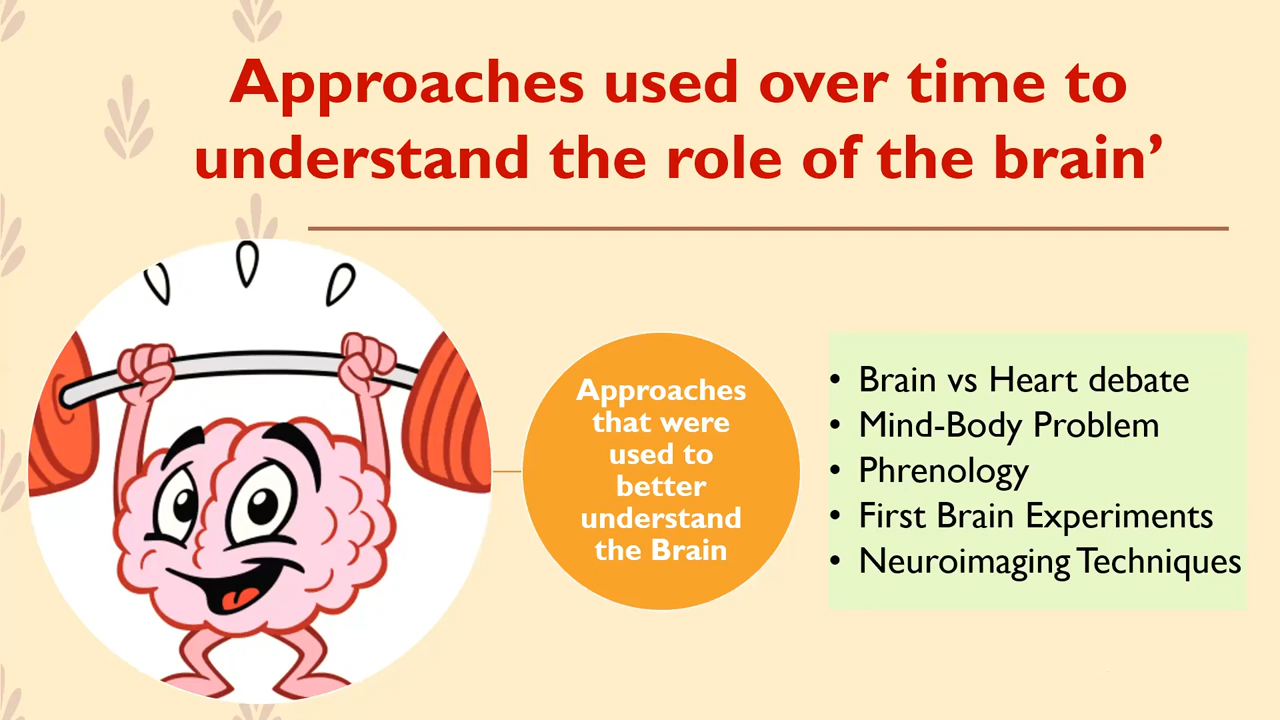 Approaches used over time to
understand the role of the brain’
Approaches
that were
used to
better
understand
the Brain
• Brain vs Heart debate
• Mind-Body Problem
• Phrenology
• First Brain Experiments
• Neuroimaging Techniques